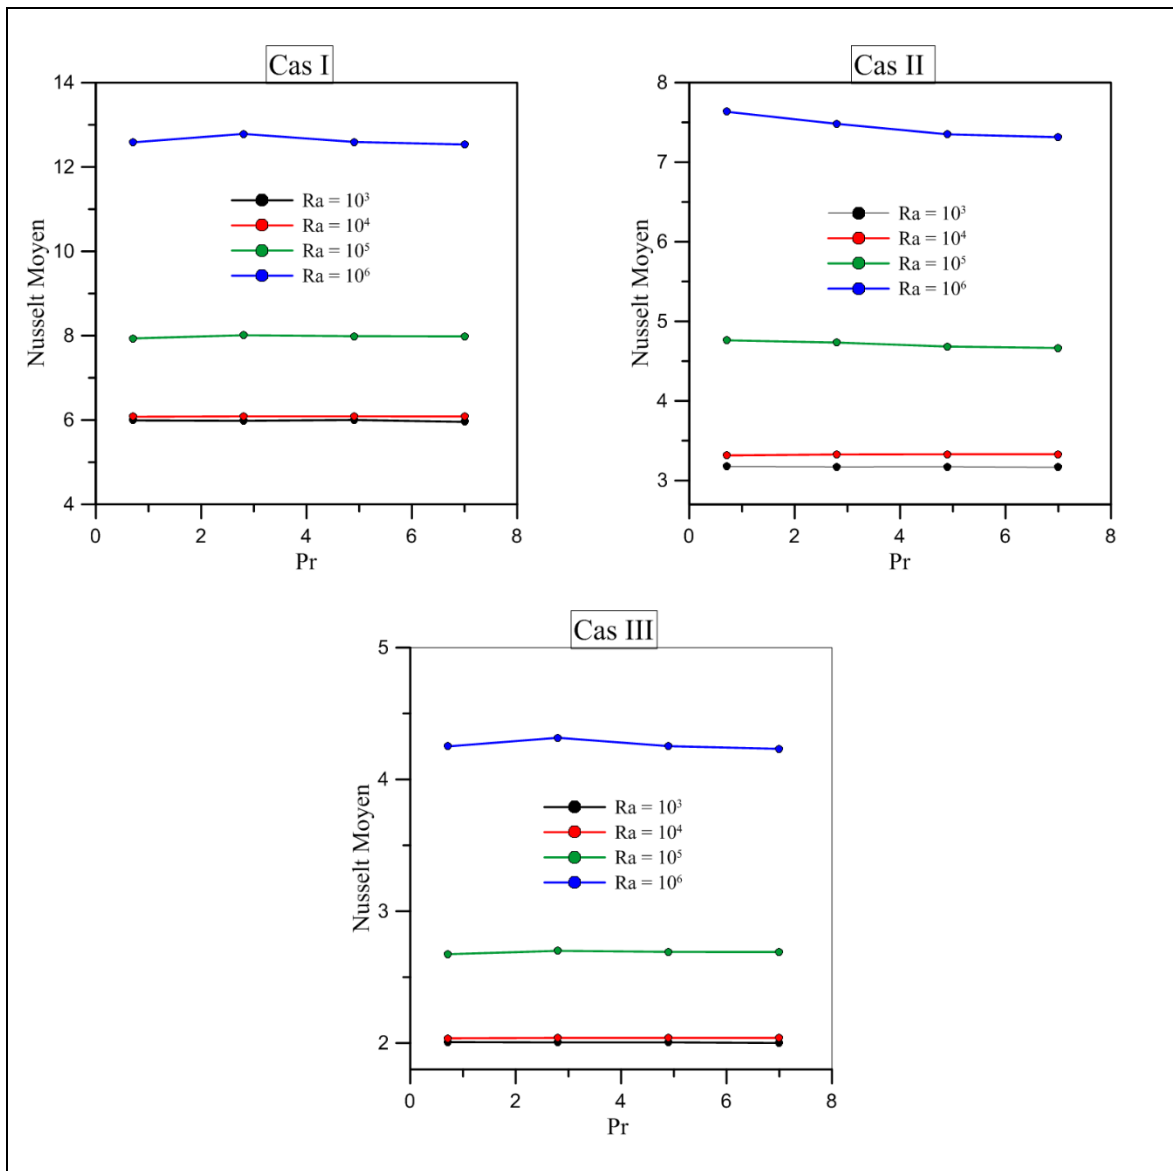 Cas I
14
12
10
8
6
4
Nusselt Moyen
Ra = 10³
Ra = 10⁴
Ra = 10⁵
Ra = 10⁶
0 2 4 6 8
Pr
Cas II
8
7
6
5
4
3
Nusselt Moyen
Ra = 10³
Ra = 10⁴
Ra = 10⁵
Ra = 10⁶
0 2 4 6 8
Pr
Cas III
5
4
3
2
Nusselt Moyen
Ra = 10³
Ra = 10⁴
Ra = 10⁵
Ra = 10⁶
0 2 4 6 8
Pr